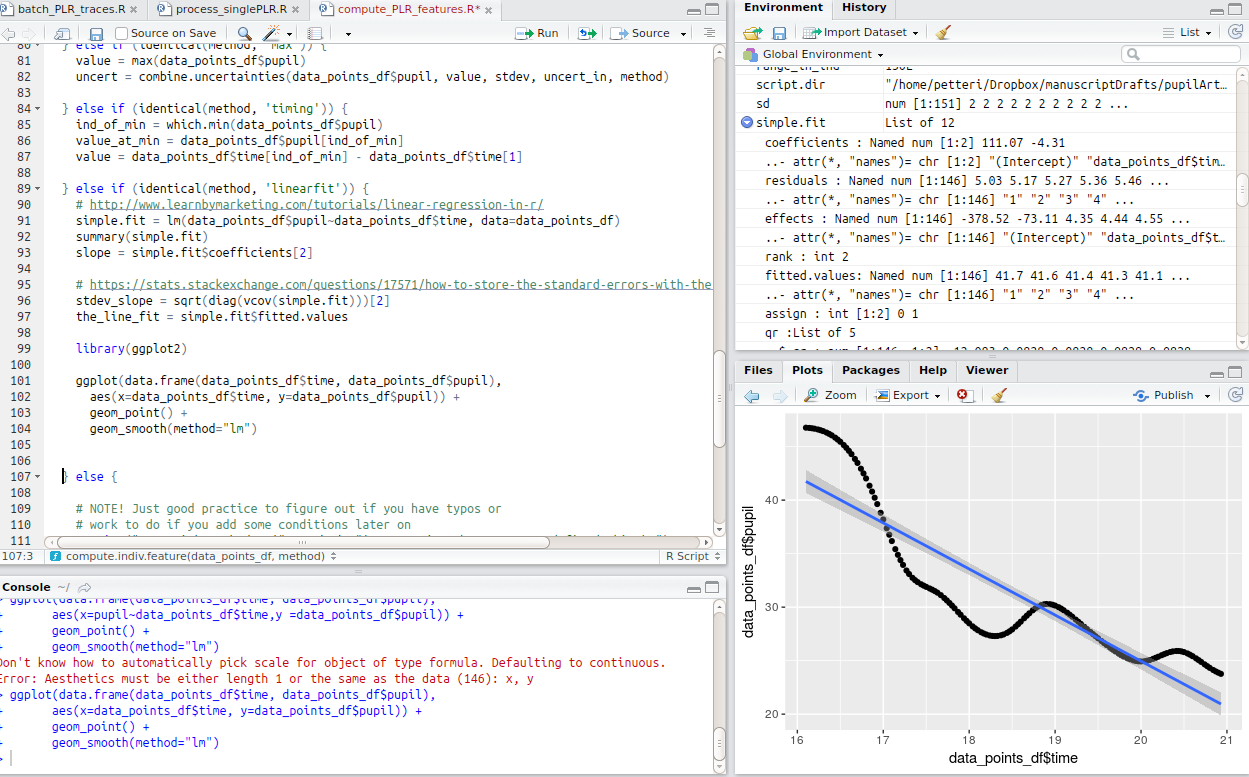 batch_PLR_traces.R ×
process_singlePLR.R ×
compute_PLR_features.R* ×
Source on Save
Run
Source
80 } else if (identical(method, 'max')) {
81 value = max(data_points_df$pupil)
82 uncert = combine.uncertainties(data_points_df$pupil, value, stdev, uncert_in, method)
83
84 } else if (identical(method, 'timing')) {
85 ind_of_min = which.min(data_points_df$pupil)
86 value_at_min = data_points_df$pupil[ind_of_min]
87 value = data_points_df$time[ind_of_min] - data_points_df$time[1]
88
89 } else if (identical(method, 'linearfit')) {
90 # http://www.learnbymarketing.com/tutorials/linear-regression-in-r/
91 simple.fit = lm(data_points_df$pupil~data_points_df$time, data=data_points_df)
92 summary(simple.fit)
93 slope = simple.fit$coefficients[2]
94
95 # https://stats.stackexchange.com/questions/17571/how-to-store-the-standard-errors-with-the
96 stdev_slope = sqrt(diag(vcov(simple.fit)))[2]
97 the_line_fit = simple.fit$fitted.values
98
99 library(ggplot2)
100
101 ggplot(data.frame(data_points_df$time, data_points_df$pupil),
102 aes(x=data_points_df$time, y=data_points_df$pupil)) +
103 geom_point() +
104 geom_smooth(method="lm")
105
106
107 } else {
108
109 # NOTE! Just good practice to figure out if you have typos or
110 # work to do if you add some conditions later on
111
107:3
compute.indiv.feature(data_points_df, method)
R Script
Console ~/
> ggplot(data.frame(data_points_df$time, data_points_df$pupil),
+ aes(x=pupil~data_points_df$time,y =data_points_df$pupil)) +
+ geom_point() +
+ geom_smooth(method="lm")
Don't know how to automatically pick scale for object of type formula. Defaulting to continuous.
Error: Aesthetics must be either length 1 or the same as the data (146): x, y
> ggplot(data.frame(data_points_df$time, data_points_df$pupil),
+ aes(x=data_points_df$time, y=data_points_df$pupil)) +
+ geom_point() +
+ geom_smooth(method="lm")
>
Environment History
Import Dataset
List
Global Environment
script.dir "/home/petteri/Dropbox/manuscriptDrafts/pupilArt…
sd num [1:151] 2 2 2 2 2 2 2 2 2 2 ...
simple.fit List of 12
coefficients : Named num [1:2] 111.07 -4.31
..- attr(*, "names")= chr [1:2] "(Intercept)" "data_points_df$tim…
residuals : Named num [1:146] 5.03 5.17 5.27 5.36 5.46 ...
..- attr(*, "names")= chr [1:146] "1" "2" "3" "4" ...
effects : Named num [1:146] -378.52 -73.11 4.35 4.44 4.55 ...
..- attr(*, "names")= chr [1:146] "(Intercept)" "data_points_df$t…
rank : int 2
fitted.values: Named num [1:146] 41.7 41.6 41.4 41.3 41.1 ...
..- attr(*, "names")= chr [1:146] "1" "2" "3" "4" ...
assign : int [1:2] 0 1
qr :List of 5
Files Plots Packages Help Viewer
Zoom
Export
Publish
data_points_df$pupil
40
30
20
16 17 18 19 20 21
data_points_df$time